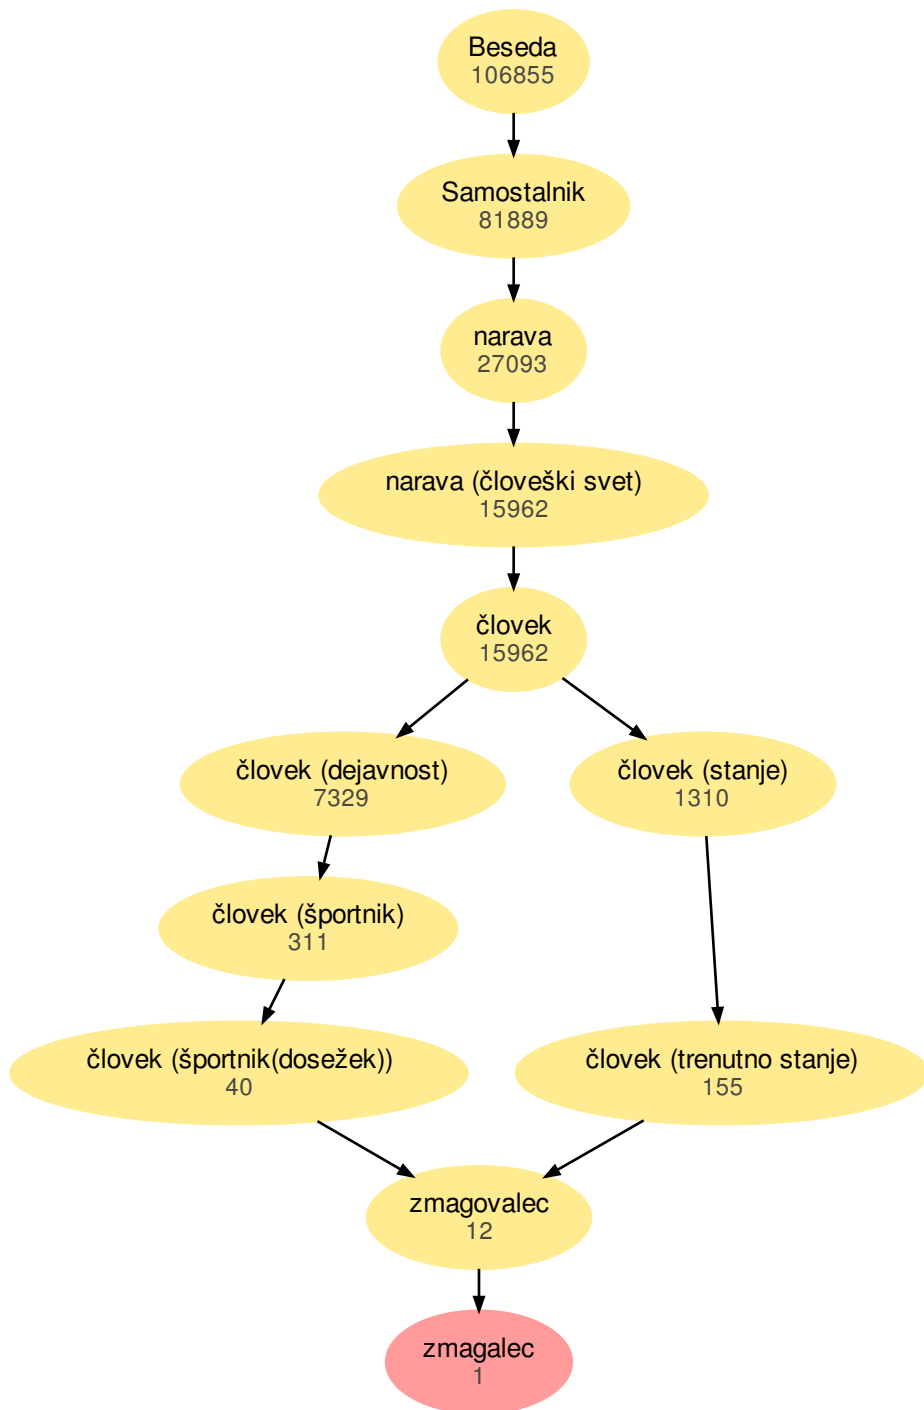 Beseda
106855
Samostalnik
81889
narava
27093
narava (človeški svet)
15962
človek
15962
človek (dejavnost)
7329
človek (stanje)
1310
človek (športnik)
311
človek (športnik(dosežek))
40
človek (trenutno stanje)
155
zmagovalec
12
zmagalec
1